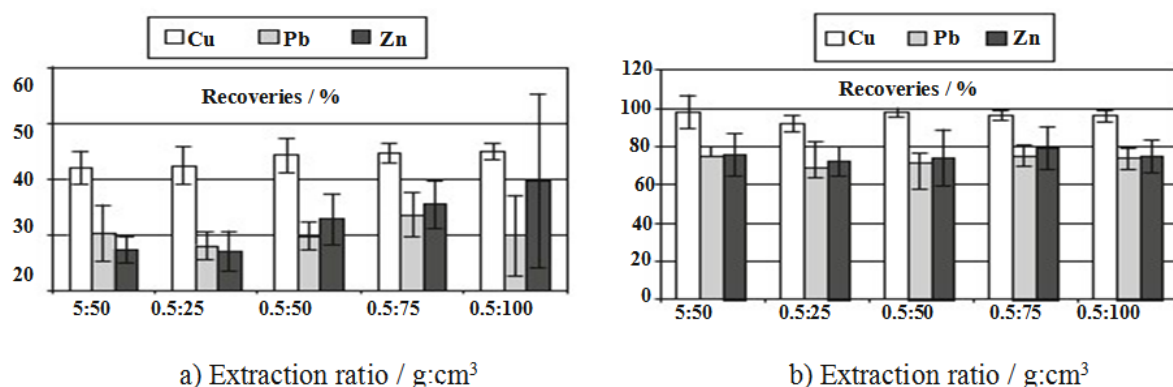 Cu Pb Zn
Recoveries / %
60
50
40
30
20
5:50 0.5:25 0.5:50 0.5:75 0.5:100
a) Extraction ratio / g:cm³
Cu Pb Zn
Recoveries / %
120
100
80
60
40
20
0
5:50 0.5:25 0.5:50 0.5:75 0.5:100
b) Extraction ratio / g:cm³